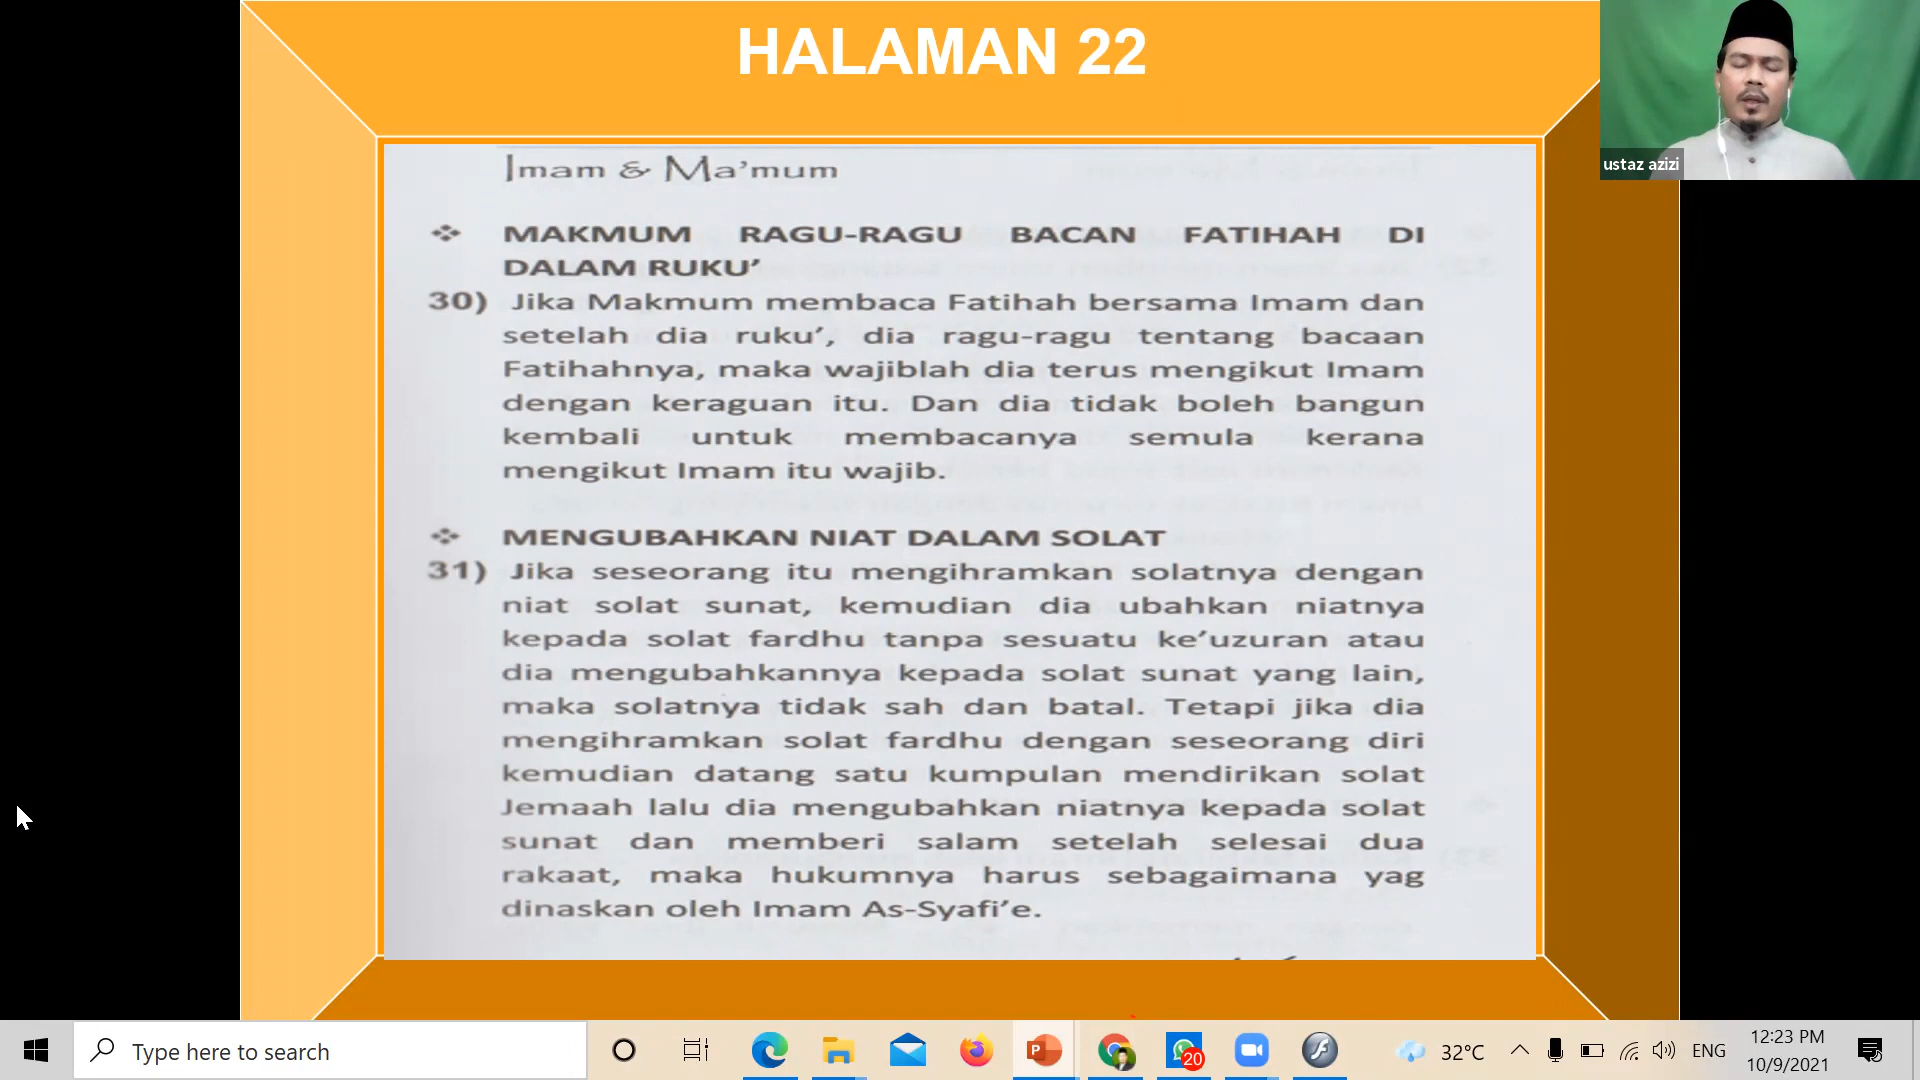 HALAMAN 22
ustaz azizi
Imam & Ma'mum
MAKMUM RAGU-RAGU BACAN FATIHAH DI
DALAM RUKU'
30) Jika Makmum membaca Fatihah bersama Imam dan
setelah dia ruku', dia ragu-ragu tentang bacaan
Fatihahnya, maka wajiblah dia terus mengikut Imam
dengan keraguan itu. Dan dia tidak boleh bangun
kembali untuk membacanya semula kerana
mengikut Imam itu wajib.
MENGUBAHKAN NIAT DALAM SOLAT
31) Jika seseorang itu mengihramkan solatnya dengan
niat solat sunat, kemudian dia ubahkan niatnya
kepada solat fardhu tanpa sesuatu ke'uzuran atau
dia mengubahkannya kepada solat sunat yang lain,
maka solatnya tidak sah dan batal. Tetapi jika dia
mengihramkan solat fardhu dengan seseorang diri
kemudian datang satu kumpulan mendirikan solat
Jemaah lalu dia mengubahkan niatnya kepada solat
sunat dan memberi salam setelah selesai dua
rakaat, maka hukumnya harus sebagaimana yag
dinaskan oleh Imam As-Syafi'e.
Type here to search
20
32°C
ENG
12:23 PM
10/9/2021